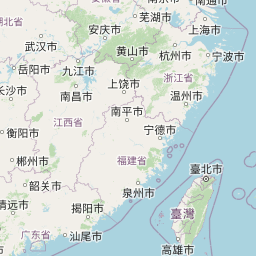 南京市
南通市
湖北省
芜湖市
上海市
安庆市
武汉市
黄山市
杭州市
宁波市
岳阳市
九江市
浙江省
上饶市
长沙市
南昌市
温州市
南平市
江西省
宁德市
衡阳市
福建省
郴州市
臺北市
韶关市
泉州市
清远市
揭阳市
臺灣
广东省
汕尾市
高雄市